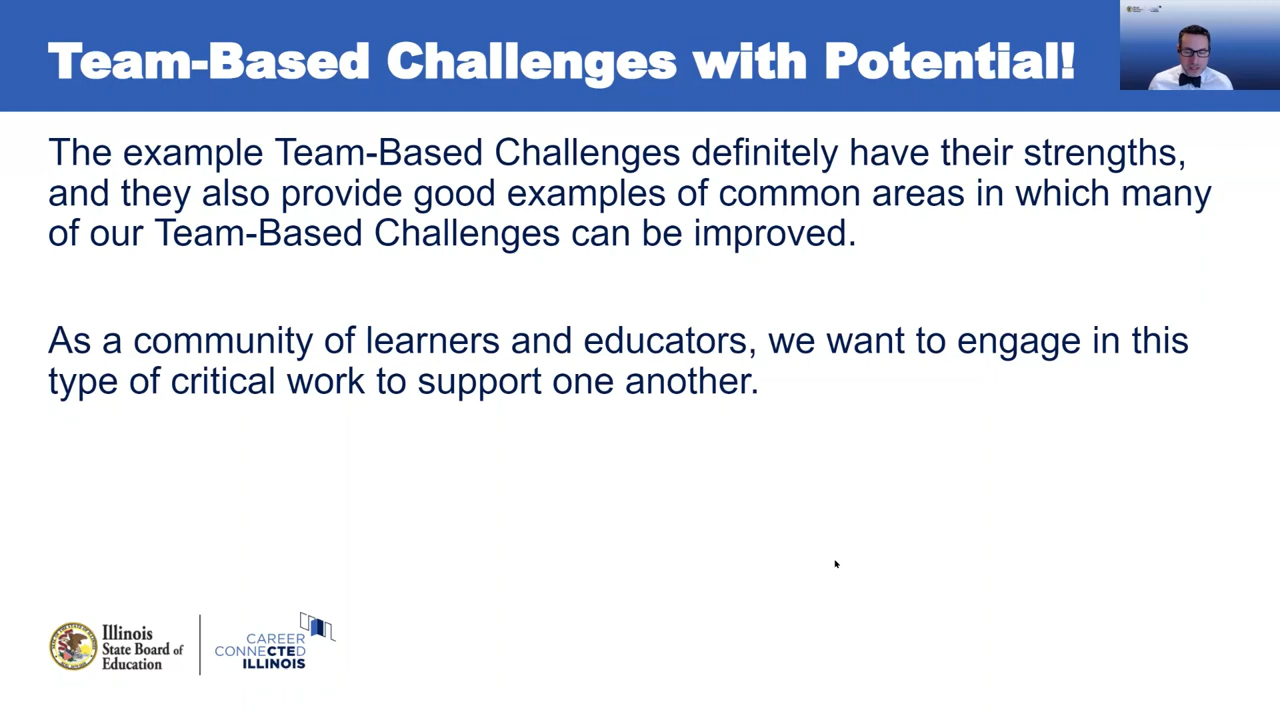 Team-Based Challenges with Potential!
The example Team-Based Challenges definitely have their strengths,
and they also provide good examples of common areas in which many
of our Team-Based Challenges can be improved.
As a community of learners and educators, we want to engage in this
type of critical work to support one another.
Illinois
State Board of
Education
CAREER
CONNECTED
ILLINOIS